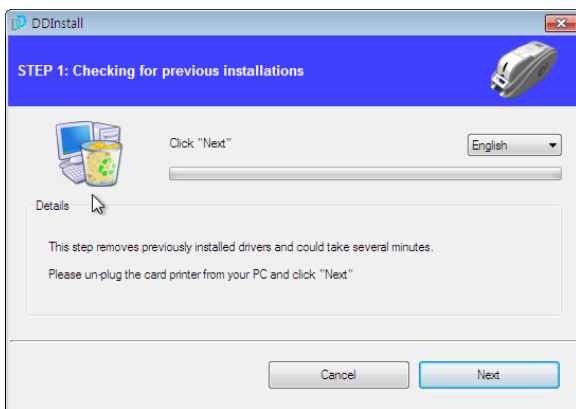 DDInstall
STEP 1: Checking for previous installations
Click "Next"
English
Details
This step removes previously installed drivers and could take several minutes.
Please un-plug the card printer from your PC and click "Next"
Cancel
Next